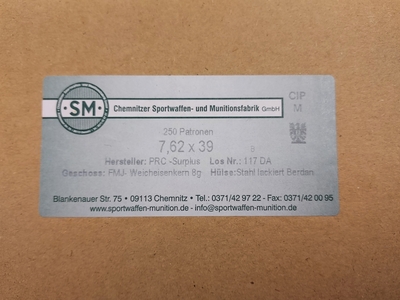 SM
Chemnitzer Sportwaffen- und Munitionsfabrik GmbH
CIP
M
250 Patronen
7,62 x 39
Hersteller: PRC -Surplus Los Nr.: 117 DA
Geschoss: FMJ- Weicheisenkern 8g Hülse: Stahl lackiert Berdan
Blankenauer Str. 75 • 09113 Chemnitz • Tel.: 0371/42 97 22 - Fax: 0371/42 00 95
www.sportwaffen-munition.de - info@sportwaffen-munition.de